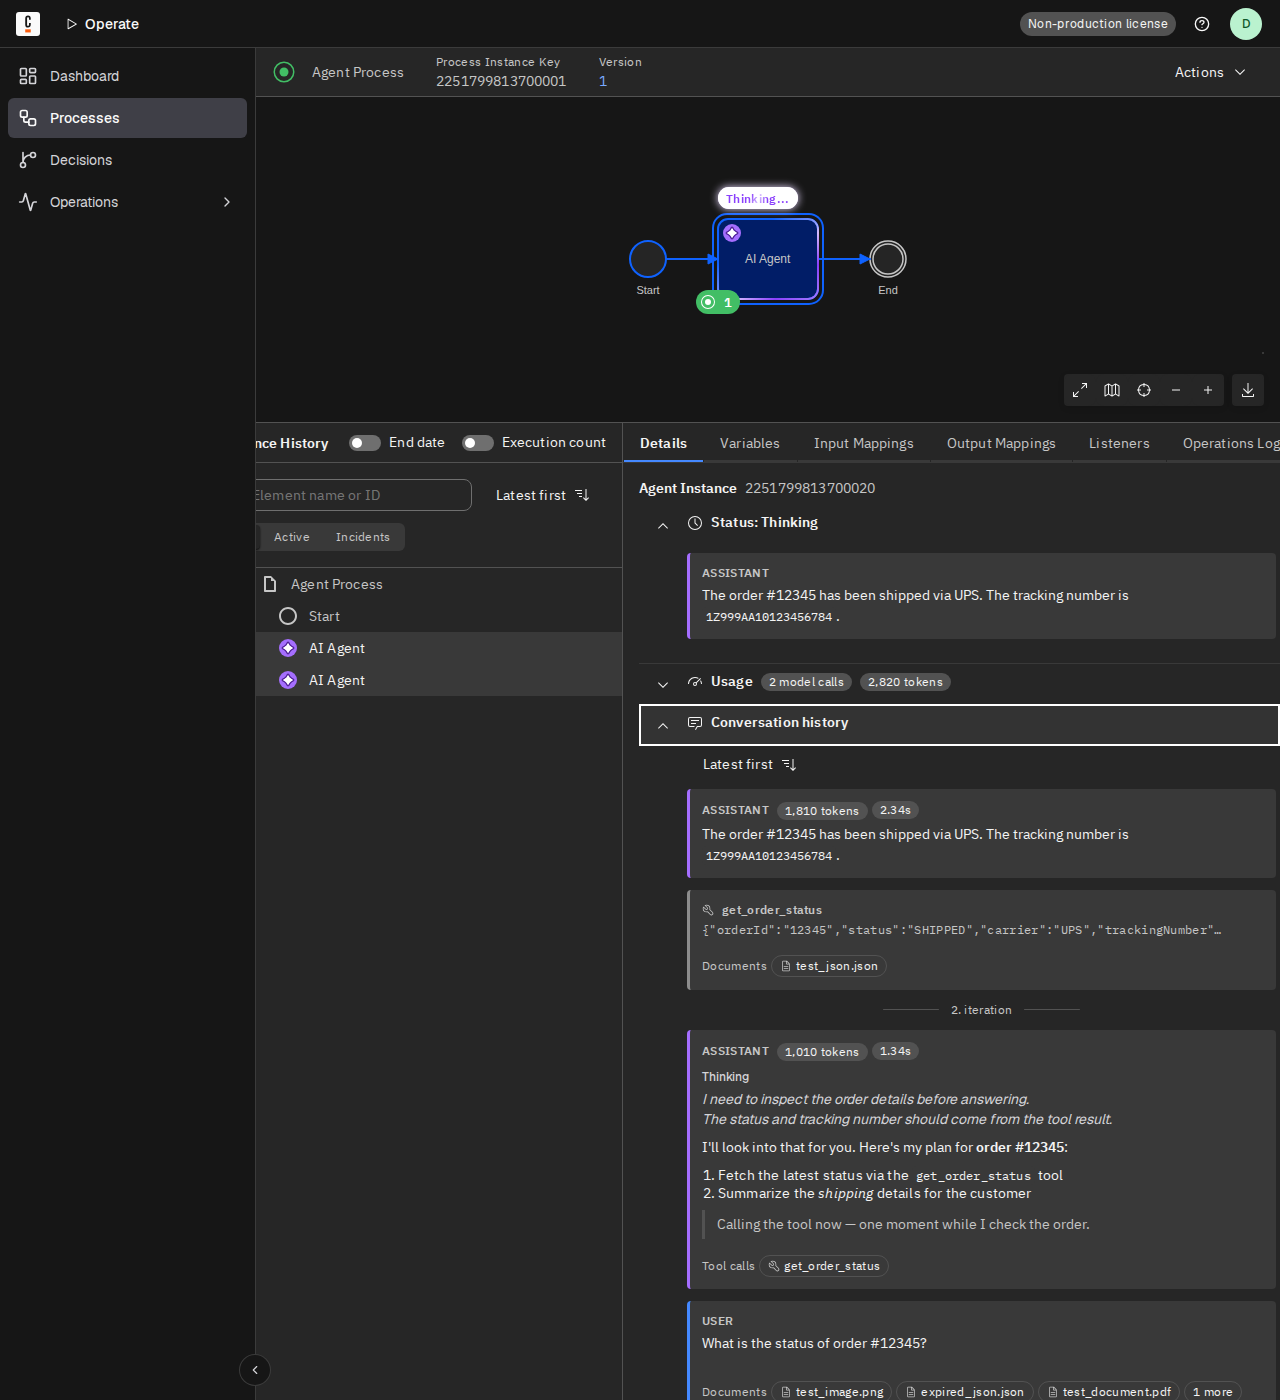 Operate
Non-production license
D
Dashboard
Processes
Decisions
Operations
Agent Process
Process Instance Key
2251799813700001
Version
1
Actions
Thinking...
AI Agent
Start
End
1
nce History
End date
Execution count
Element name or ID
Latest first
Active
Incidents
Agent Process
Start
AI Agent
AI Agent
Details
Variables
Input Mappings
Output Mappings
Listeners
Operations Log
Agent Instance 2251799813700020
Status: Thinking
ASSISTANT
The order #12345 has been shipped via UPS. The tracking number is
1Z999AA10123456784.
Usage 2 model calls 2,820 tokens
Conversation history
Latest first
ASSISTANT 1,810 tokens 2.34s
The order #12345 has been shipped via UPS. The tracking number is
1Z999AA10123456784.
get_order_status
{"orderId":"12345","status":"SHIPPED","carrier":"UPS","trackingNumber"…
Documents test_json.json
2. iteration
ASSISTANT 1,010 tokens 1.34s
Thinking
I need to inspect the order details before answering.
The status and tracking number should come from the tool result.
I'll look into that for you. Here's my plan for order #12345:
1. Fetch the latest status via the get_order_status tool
2. Summarize the shipping details for the customer
Calling the tool now — one moment while I check the order.
Tool calls get_order_status
USER
What is the status of order #12345?
Documents test_image.png expired_json.json test_document.pdf 1 more